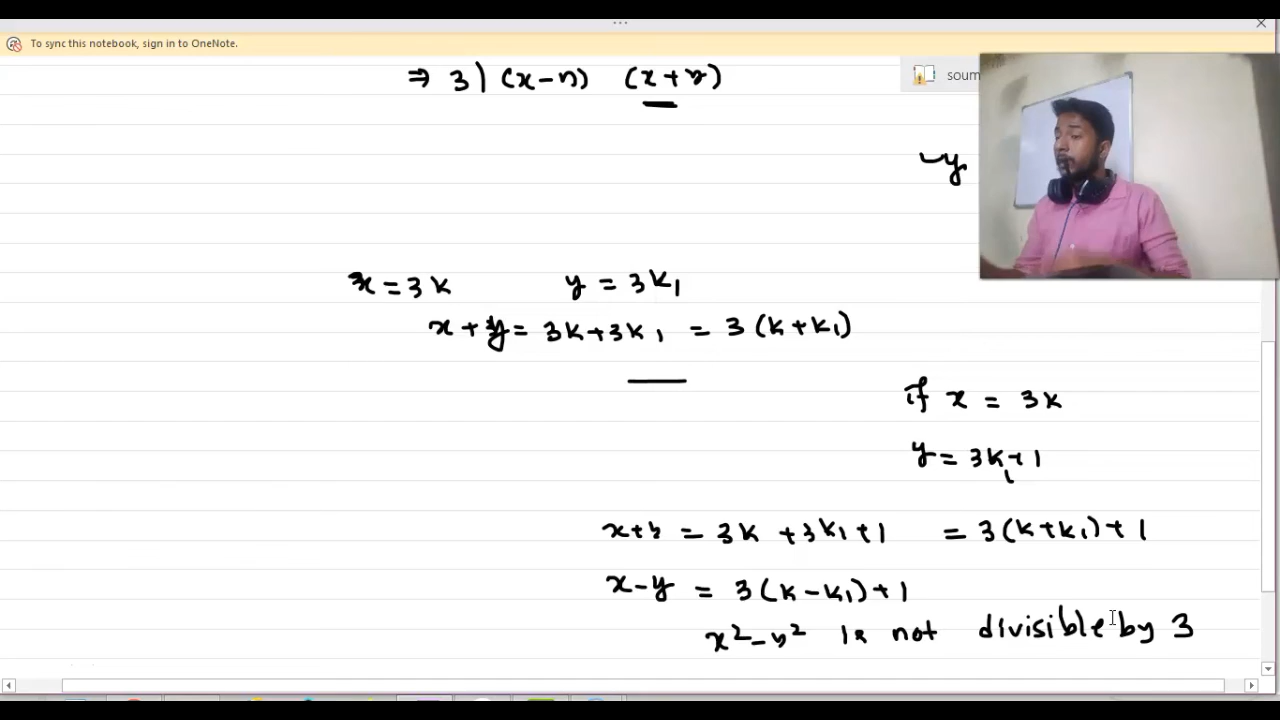 To sync this notebook, sign in to OneNote.
⇒ 3 | (x-y) (x+y)
soum
y
x = 3k y = 3k₁
x + y = 3k + 3k₁ = 3 (k + k₁)
if x = 3k
y = 3k₁ + 1
x + y = 3k + 3k₁ + 1 = 3 (k + k₁) + 1
x - y = 3 (k - k₁) + 1
x² - y² is not divisible by 3